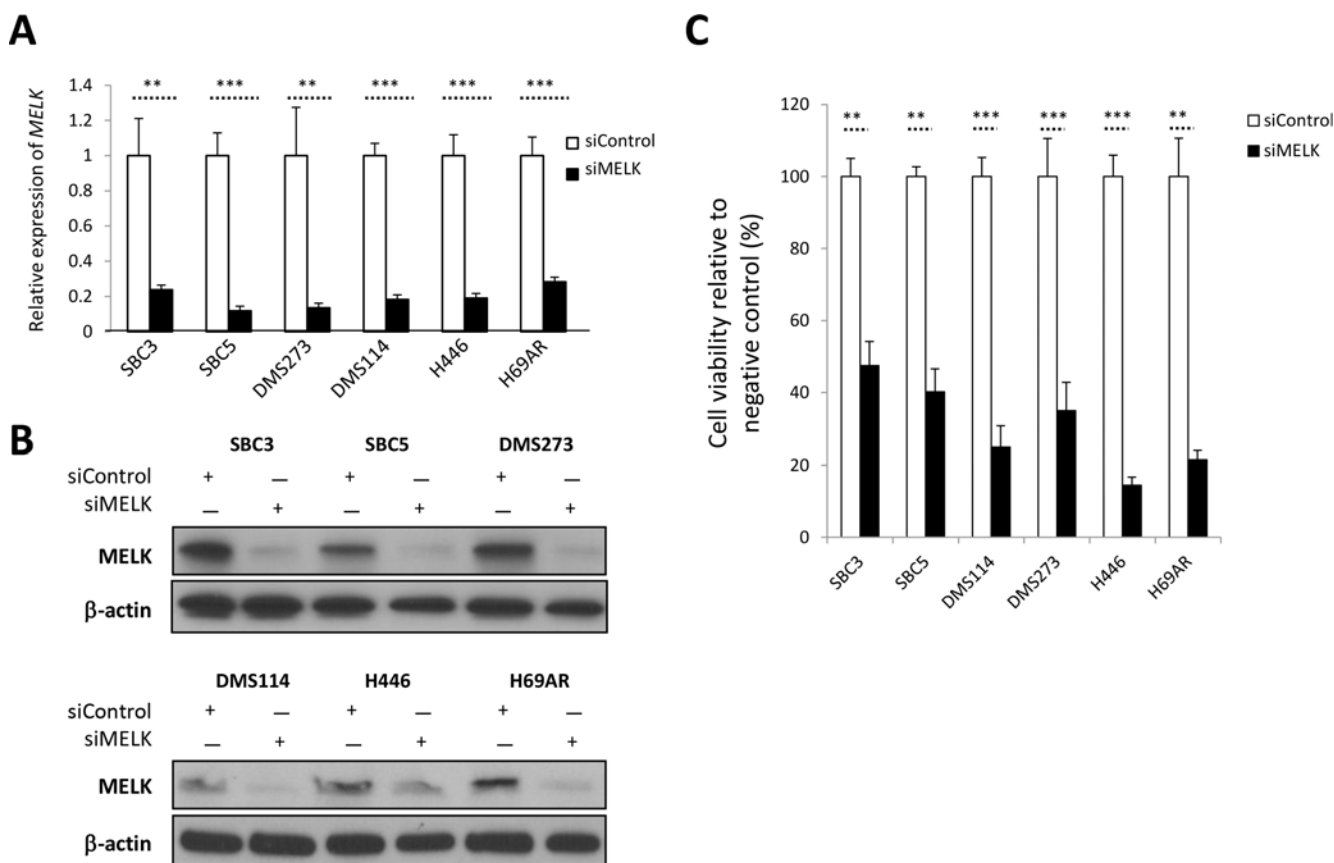 A
Relative expression of MELK
1.4
1.2
1
0.8
0.6
0.4
0.2
0
** *** ** *** *** ***
siControl
siMELK
SBC3 SBC5 DMS273 DMS114 H446 H69AR
B
SBC3 SBC5 DMS273
siControl + — + — + —
siMELK — + — + — +
MELK
β-actin
DMS114 H446 H69AR
siControl + — + — + —
siMELK — + — + — +
MELK
β-actin
C
Cell viability relative to
negative control (%)
120
100
80
60
40
20
0
** ** *** *** *** **
siControl
siMELK
SBC3 SBC5 DMS114 DMS273 H446 H69AR